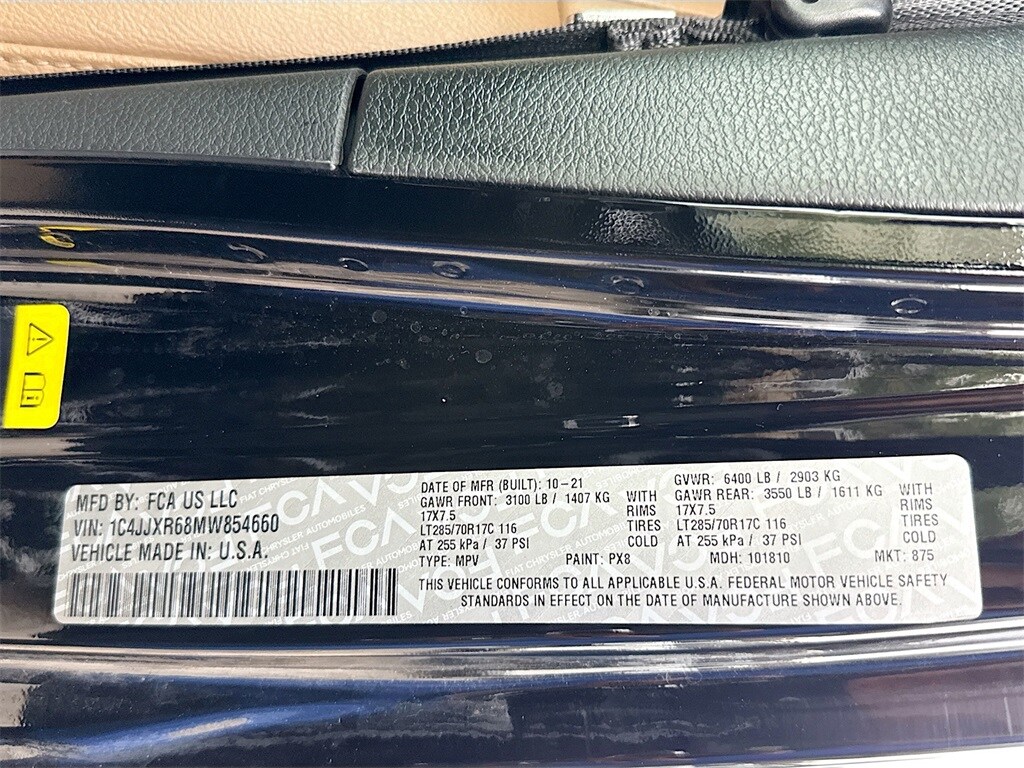 MFD BY: FCA US LLC
VIN: 1C4JJXR68MW854660
VEHICLE MADE IN: U.S.A.
DATE OF MFR (BUILT): 10-21
GAWR FRONT: 3100 LB / 1407 KG WITH
17X7.5 RIMS
LT285/70R17C 116 TIRES
AT 255 kPa / 37 PSI COLD
GVWR: 6400 LB / 2903 KG
GAWR REAR: 3550 LB / 1611 KG WITH
17X7.5 RIMS
LT285/70R17C 116 TIRES
AT 255 kPa / 37 PSI COLD
TYPE: MPV PAINT: PX8 MDH: 101810 MKT: 875
THIS VEHICLE CONFORMS TO ALL APPLICABLE U.S.A. FEDERAL MOTOR VEHICLE SAFETY
STANDARDS IN EFFECT ON THE DATE OF MANUFACTURE SHOWN ABOVE.